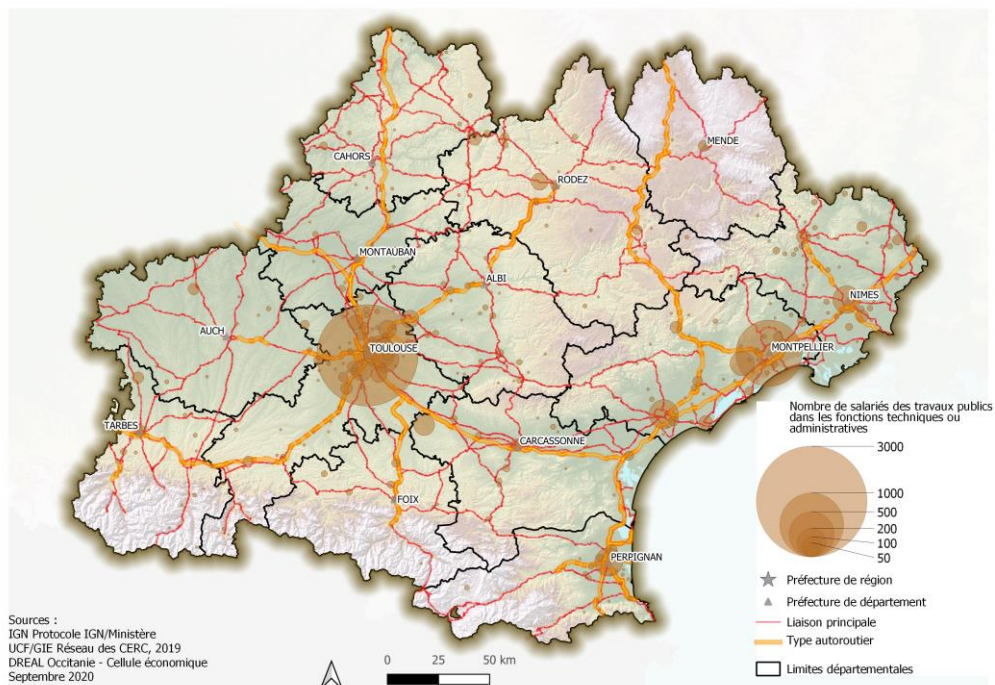 CAHORS
RODEZ
MENDE
MONTAUBAN
ALBI
NIMES
AUCH
TOULOUSE
MONTPELLIER
TARBES
CARCASSONNE
FOIX
PERPIGNAN
Nombre de salariés des travaux publics
dans les fonctions techniques ou
administratives
3000
1000
500
200
100
50
Préfecture de région
Préfecture de département
Liaison principale
Type autoroutier
Limites départementales
Sources :
IGN Protocole IGN/Ministère
UCF/GIE Réseau des CERC, 2019
DREAL Occitanie - Cellule économique
Septembre 2020
0 25 50 km